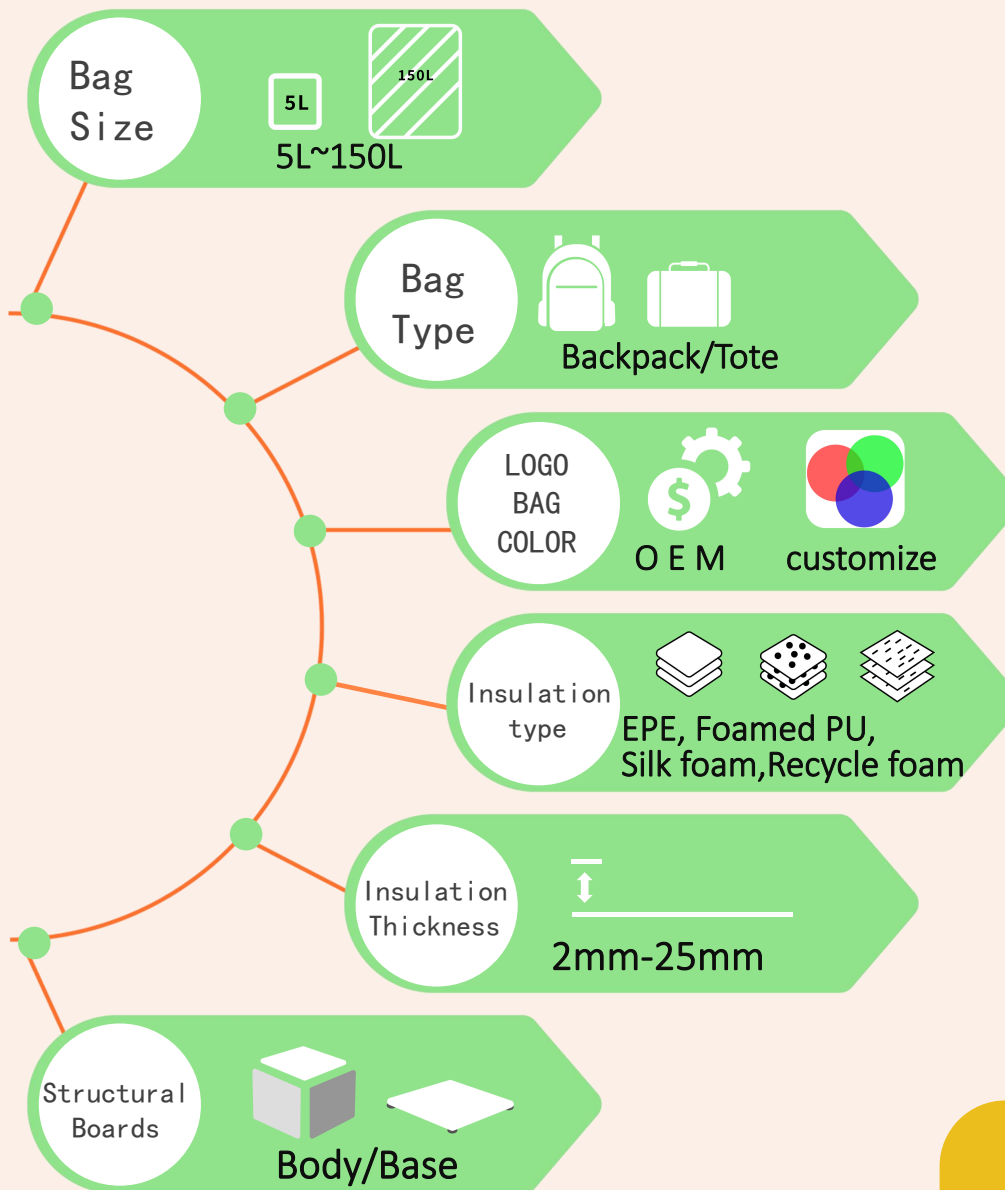 Bag
Size
5L
150L
5L~150L
Bag
Type
Backpack/Tote
LOGO
BAG
COLOR
$
O E M
customize
Insulation
type
EPE, Foamed PU,
Silk foam,Recycle foam
Insulation
Thickness
2mm-25mm
Structural
Boards
Body/Base